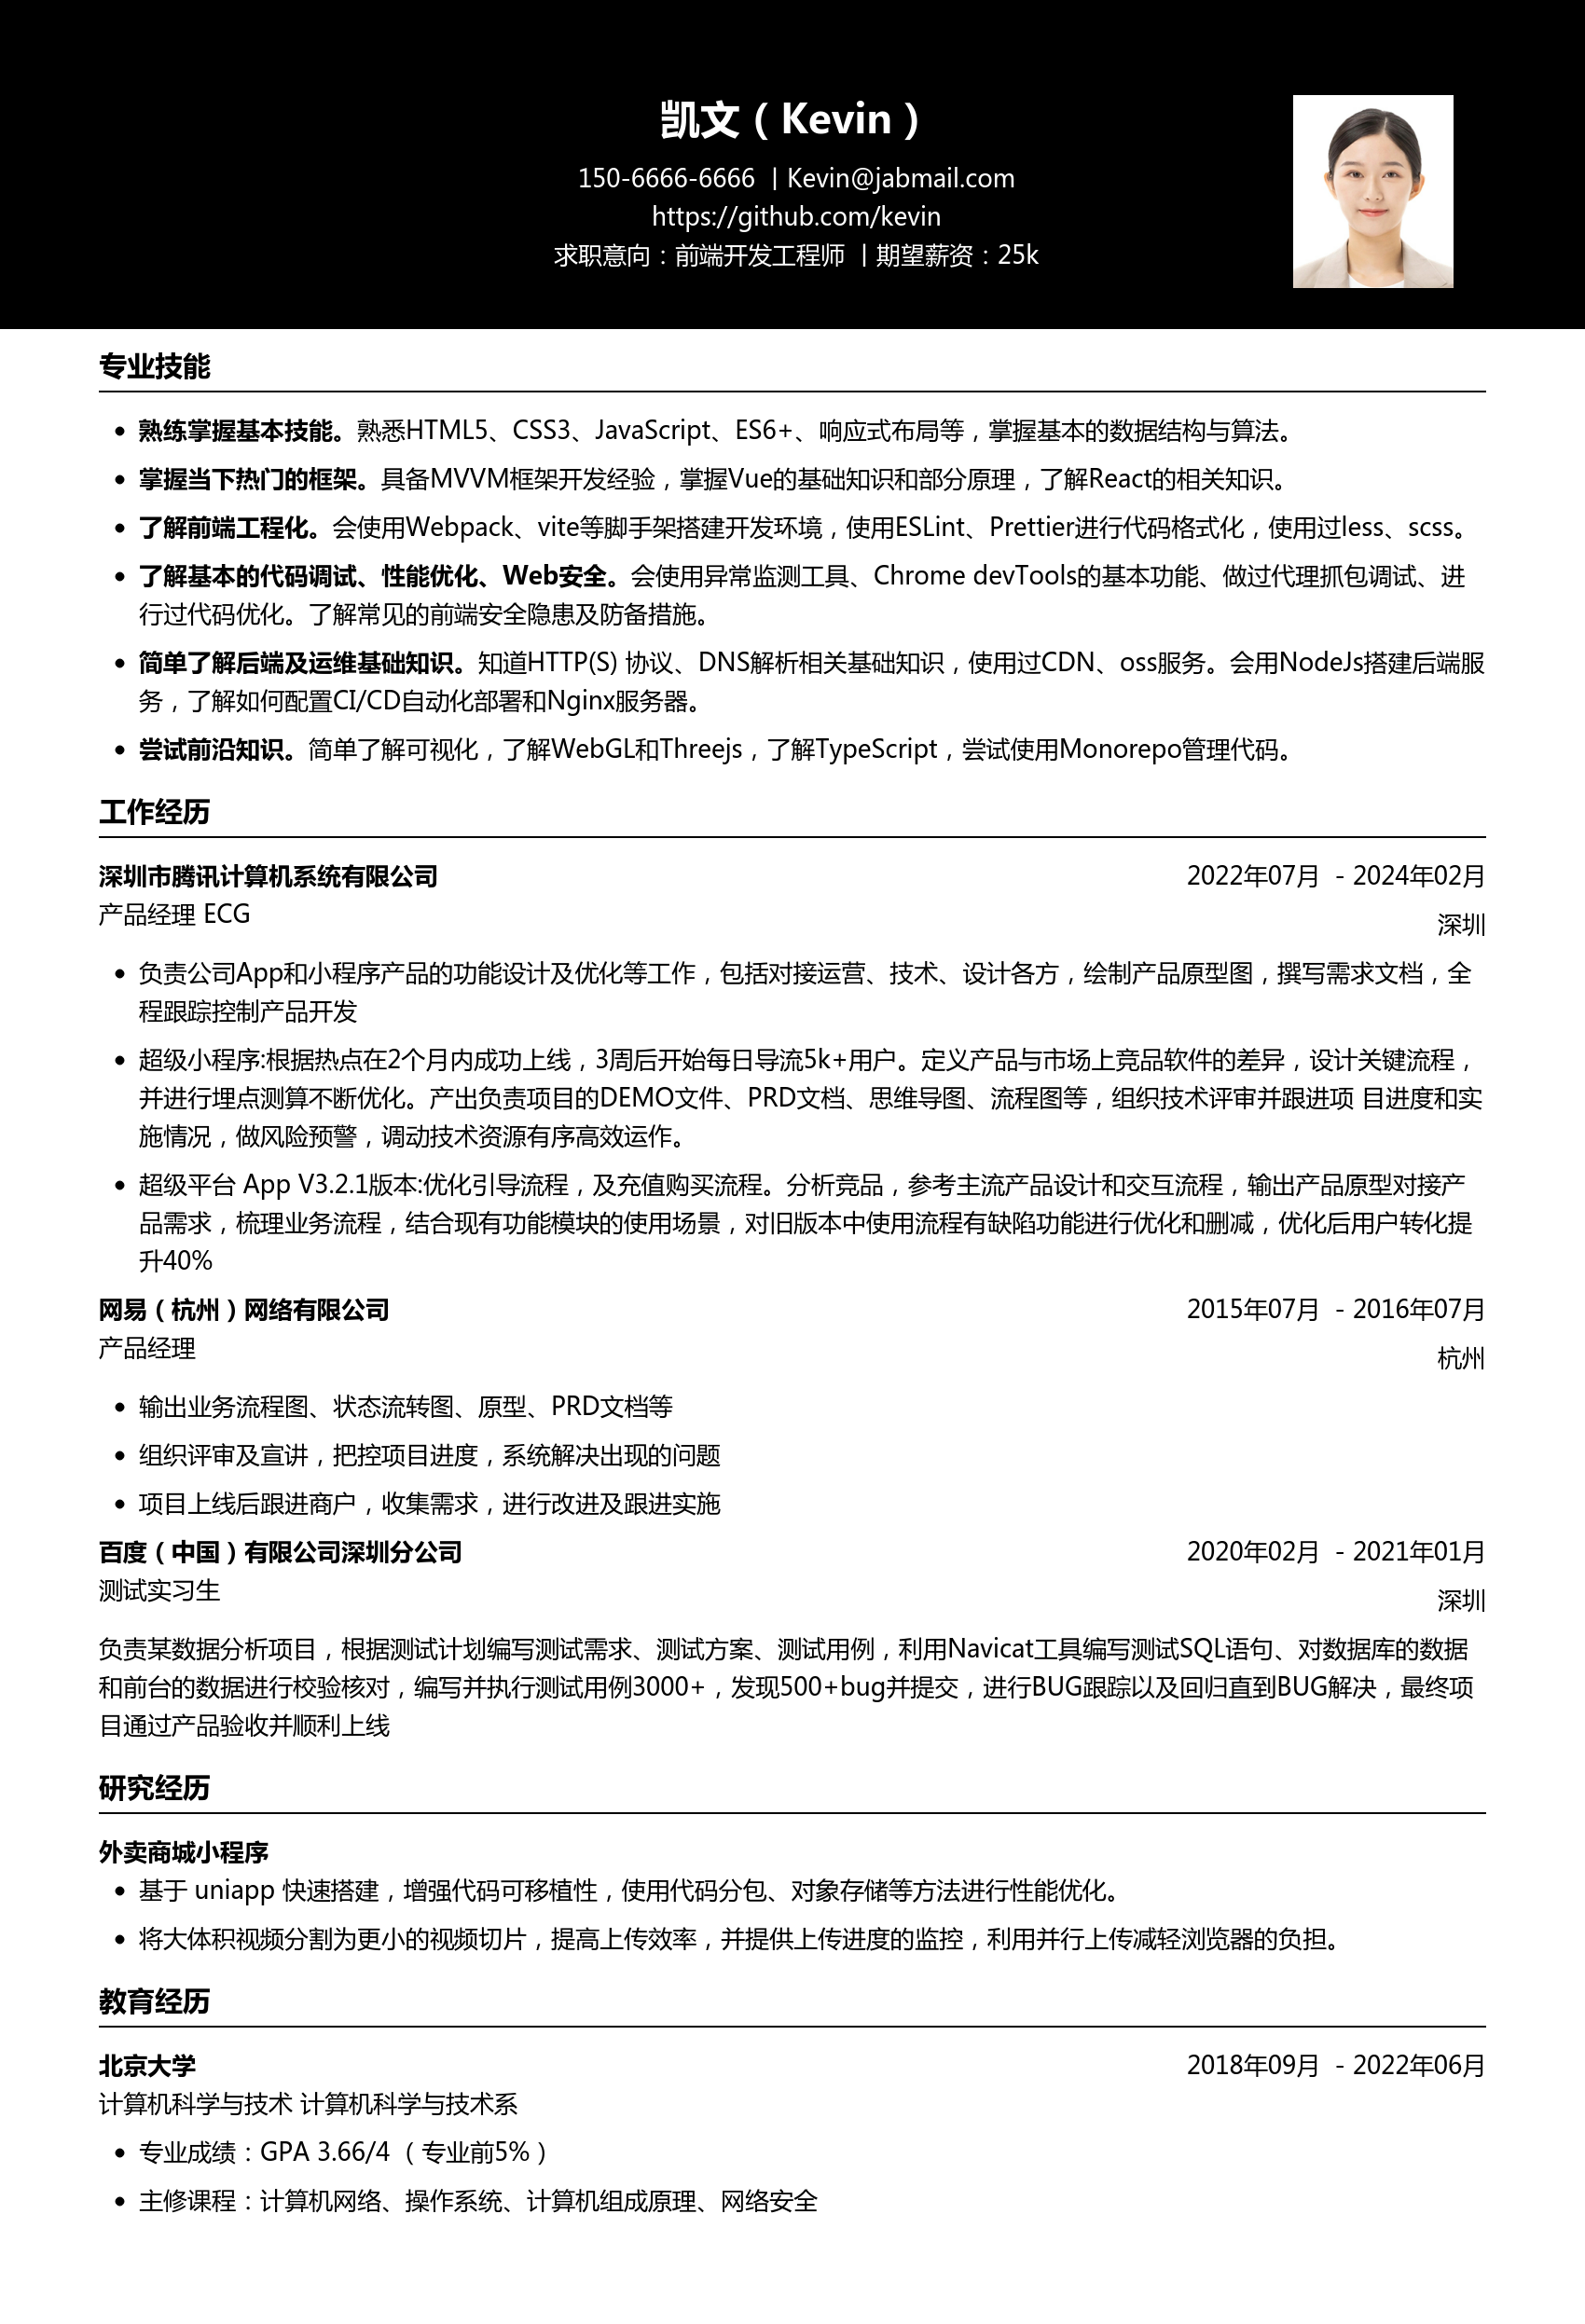 凯文（Kevin）
150-6666-6666 | Kevin@jabmail.com
https://github.com/kevin
求职意向：前端开发工程师 | 期望薪资：25k
专业技能
• 熟练掌握基本技能。熟悉HTML5、CSS3、JavaScript、ES6+、响应式布局等，掌握基本的数据结构与算法。
• 掌握当下热门的框架。具备MVVM框架开发经验，掌握Vue的基础知识和部分原理，了解React的相关知识。
• 了解前端工程化。会使用Webpack、vite等脚手架搭建开发环境，使用ESLint、Prettier进行代码格式化，使用过less、scss。
• 了解基本的代码调试、性能优化、Web安全。会使用异常监测工具、Chrome devTools的基本功能、做过代理抓包调试、进
行过代码优化。了解常见的前端安全隐患及防备措施。
• 简单了解后端及运维基础知识。知道HTTP(S) 协议、DNS解析相关基础知识，使用过CDN、oss服务。会用NodeJs搭建后端服
务，了解如何配置CI/CD自动化部署和Nginx服务器。
• 尝试前沿知识。简单了解可视化，了解WebGL和Threejs，了解TypeScript，尝试使用Monorepo管理代码。
工作经历
深圳市腾讯计算机系统有限公司 2022年07月 - 2024年02月
产品经理 ECG 深圳
• 负责公司App和小程序产品的功能设计及优化等工作，包括对接运营、技术、设计各方，绘制产品原型图，撰写需求文档，全
程跟踪控制产品开发
• 超级小程序:根据热点在2个月内成功上线，3周后开始每日导流5k+用户。定义产品与市场上竞品软件的差异，设计关键流程，
并进行埋点测算不断优化。产出负责项目的DEMO文件、PRD文档、思维导图、流程图等，组织技术评审并跟进项 目进度和实
施情况，做风险预警，调动技术资源有序高效运作。
• 超级平台 App V3.2.1版本:优化引导流程，及充值购买流程。分析竞品，参考主流产品设计和交互流程，输出产品原型对接产
品需求，梳理业务流程，结合现有功能模块的使用场景，对旧版本中使用流程有缺陷功能进行优化和删减，优化后用户转化提
升40%
网易（杭州）网络有限公司 2015年07月 - 2016年07月
产品经理 杭州
• 输出业务流程图、状态流转图、原型、PRD文档等
• 组织评审及宣讲，把控项目进度，系统解决出现的问题
• 项目上线后跟进商户，收集需求，进行改进及跟进实施
百度（中国）有限公司深圳分公司 2020年02月 - 2021年01月
测试实习生 深圳
负责某数据分析项目，根据测试计划编写测试需求、测试方案、测试用例，利用Navicat工具编写测试SQL语句、对数据库的数据
和前台的数据进行校验核对，编写并执行测试用例3000+，发现500+bug并提交，进行BUG跟踪以及回归直到BUG解决，最终项
目通过产品验收并顺利上线
研究经历
外卖商城小程序
• 基于 uniapp 快速搭建，增强代码可移植性，使用代码分包、对象存储等方法进行性能优化。
• 将大体积视频分割为更小的视频切片，提高上传效率，并提供上传进度的监控，利用并行上传减轻浏览器的负担。
教育经历
北京大学 2018年09月 - 2022年06月
计算机科学与技术 计算机科学与技术系
• 专业成绩：GPA 3.66/4 （专业前5%）
• 主修课程：计算机网络、操作系统、计算机组成原理、网络安全